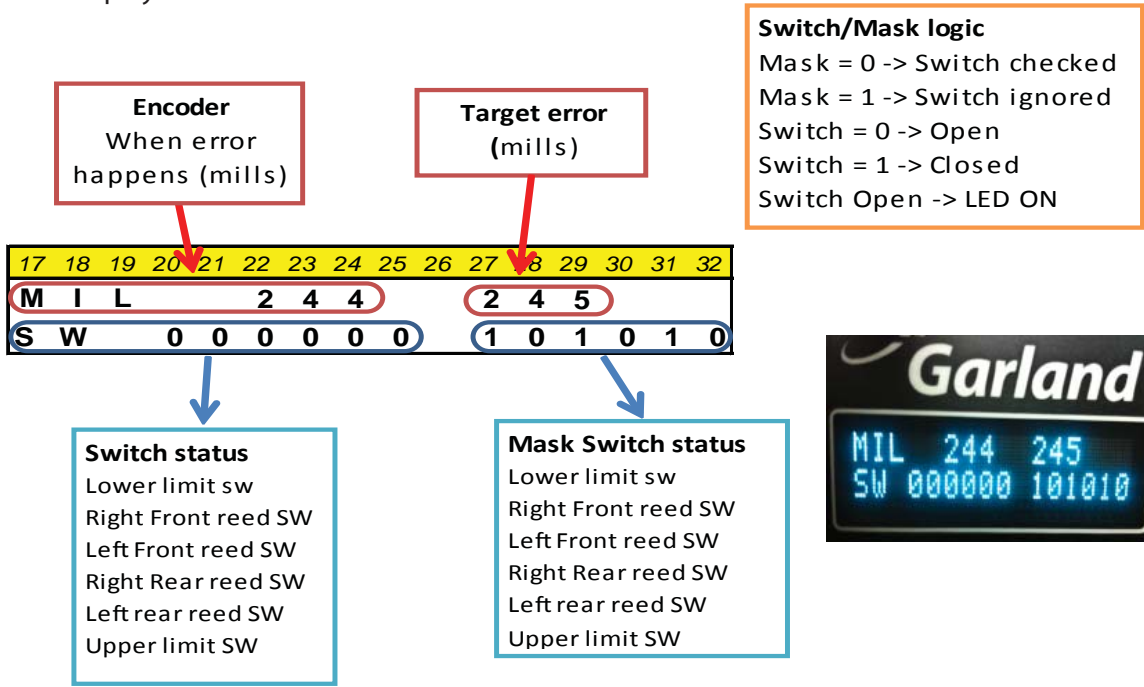 Switch/Mask logic
Mask = 0 -> Switch checked
Mask = 1 -> Switch ignored
Switch = 0 -> Open
Switch = 1 -> Closed
Switch Open -> LED ON
Encoder
When error
happens (mills)
Target error
(mills)
17 18 19 20 21 22 23 24 25 26 27 28 29 30 31 32
M I L 2 4 4 2 4 5
S W 0 0 0 0 0 0 1 0 1 0 1 0
Switch status
Lower limit sw
Right Front reed SW
Left Front reed SW
Right Rear reed SW
Left rear reed SW
Upper limit SW
Mask Switch status
Lower limit sw
Right Front reed SW
Left Front reed SW
Right Rear reed SW
Left rear reed SW
Upper limit SW
Garland
MIL 244 245
SW 000000 101010